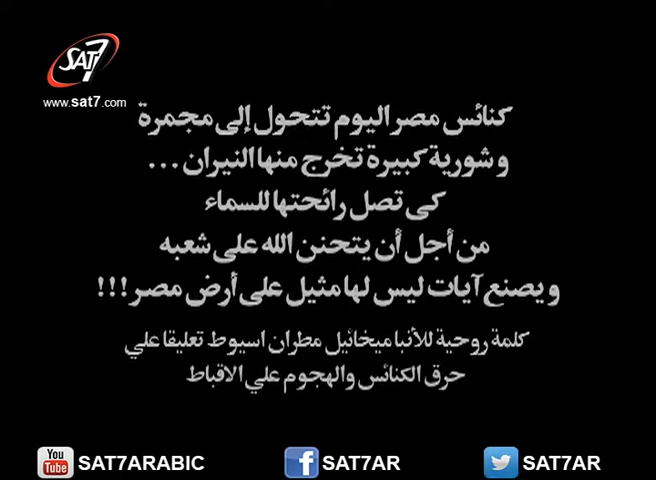 SAT7
www.sat7.com
كنائس مصر اليوم تتحول إلى مجمرة
وشورية كبيرة تخرج منها النيران...
كى تصل رائحتها للسماء
من أجل أن يتحنن الله على شعبه
ويصنع آيات ليس لها مثيل على أرض مصر!!!
كلمة روحية للأنبا ميخائيل مطران اسيوط تعليقا علي
حرق الكنائس والهجوم علي الاقباط
You Tube SAT7ARABIC f SAT7AR SAT7AR